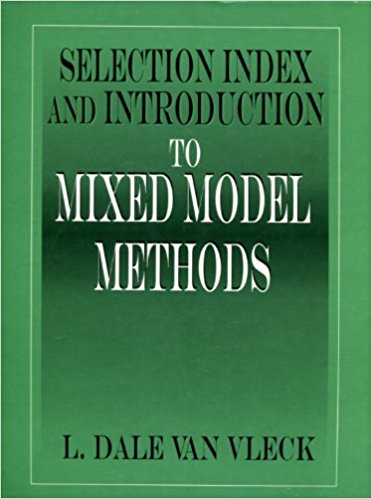 SELECTION INDEX
AND INTRODUCTION
TO
MIXED MODEL
METHODS
L. DALE VAN VLECK